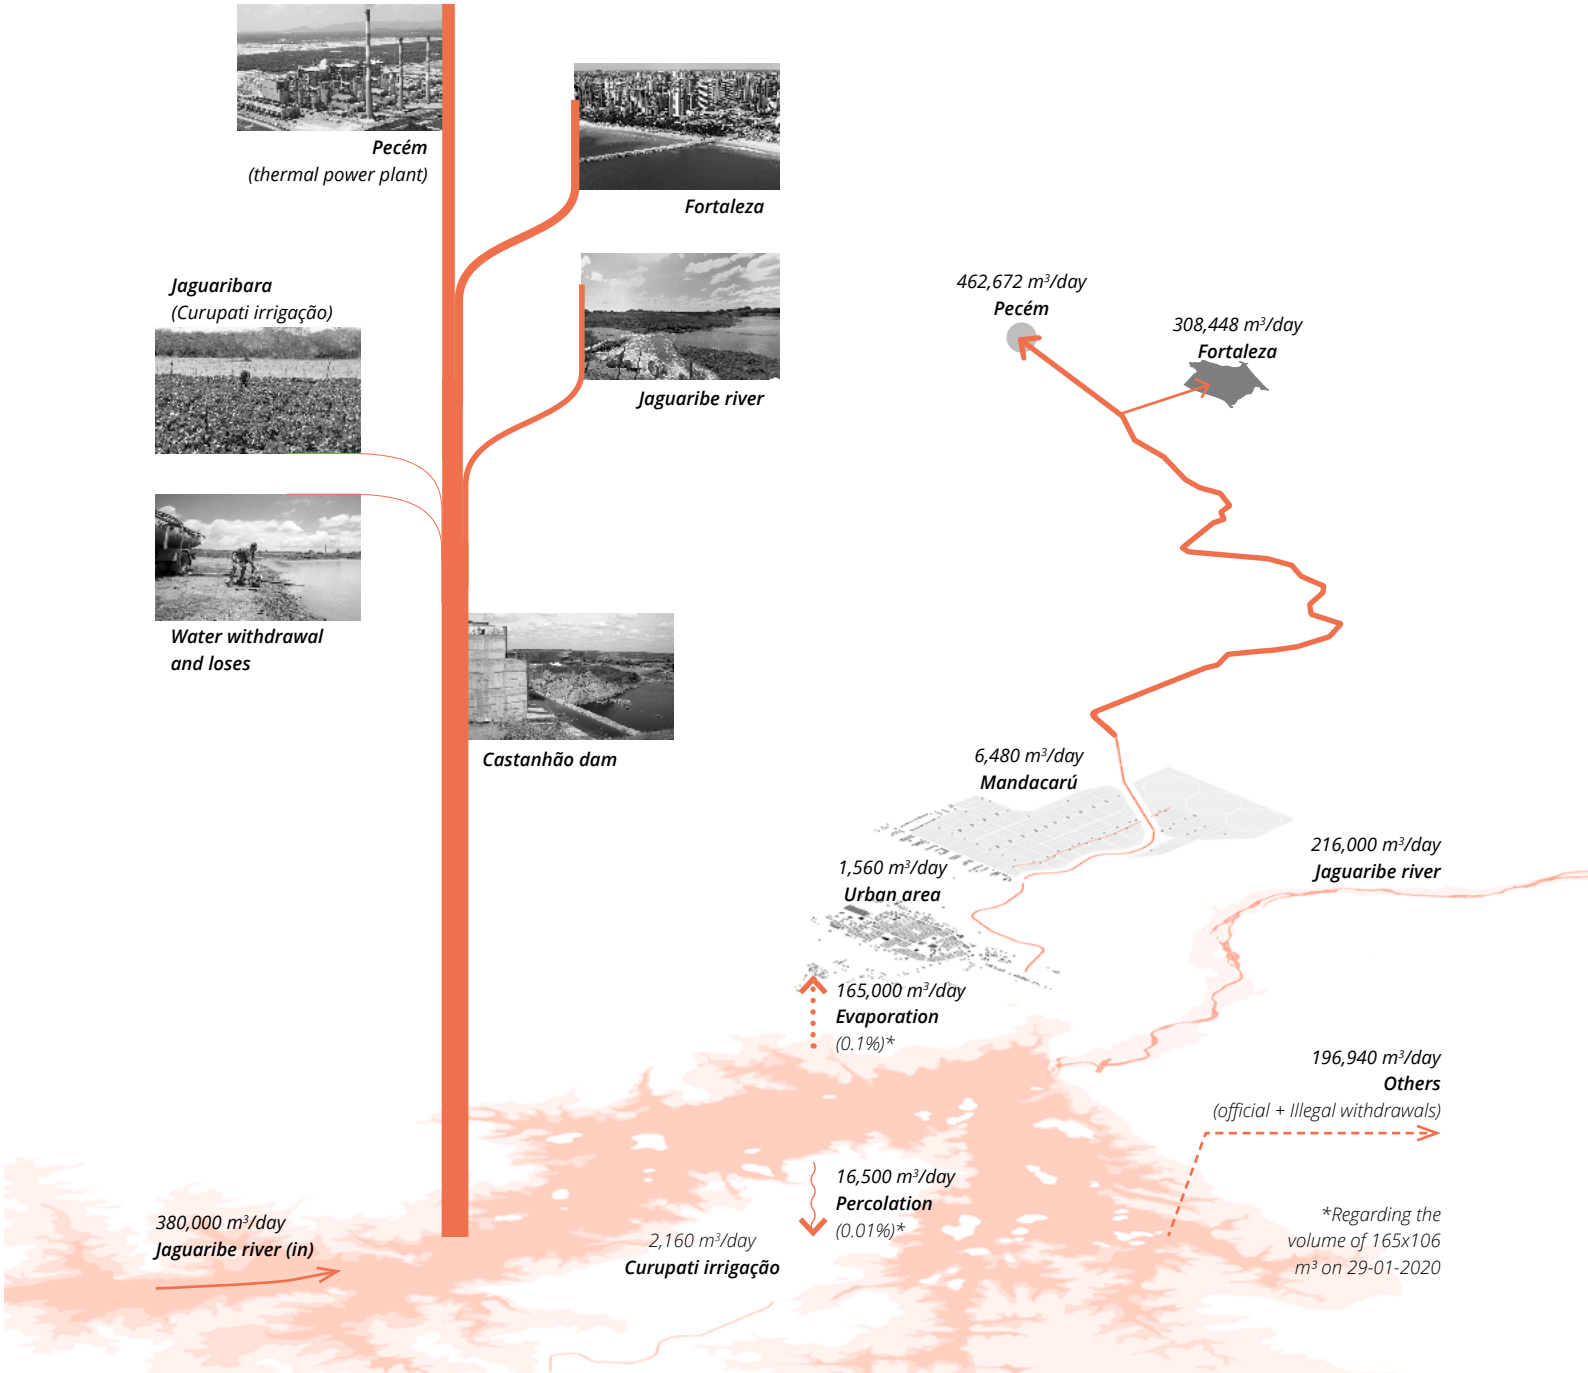 Pecém
(thermal power plant)
Fortaleza
Jaguaribara
(Curupati irrigação)
Jaguaribe river
Water withdrawal
and loses
Castanhão dam
462,672 m³/day
Pecém
308,448 m³/day
Fortaleza
6,480 m³/day
Mandacarú
216,000 m³/day
Jaguaribe river
1,560 m³/day
Urban area
165,000 m³/day
Evaporation
(0.1%)*
196,940 m³/day
Others
(official + Illegal withdrawals)
16,500 m³/day
Percolation
(0.01%)*
380,000 m³/day
Jaguaribe river (in)
2,160 m³/day
Curupati irrigação
*Regarding the
volume of 165x106
m³ on 29-01-2020